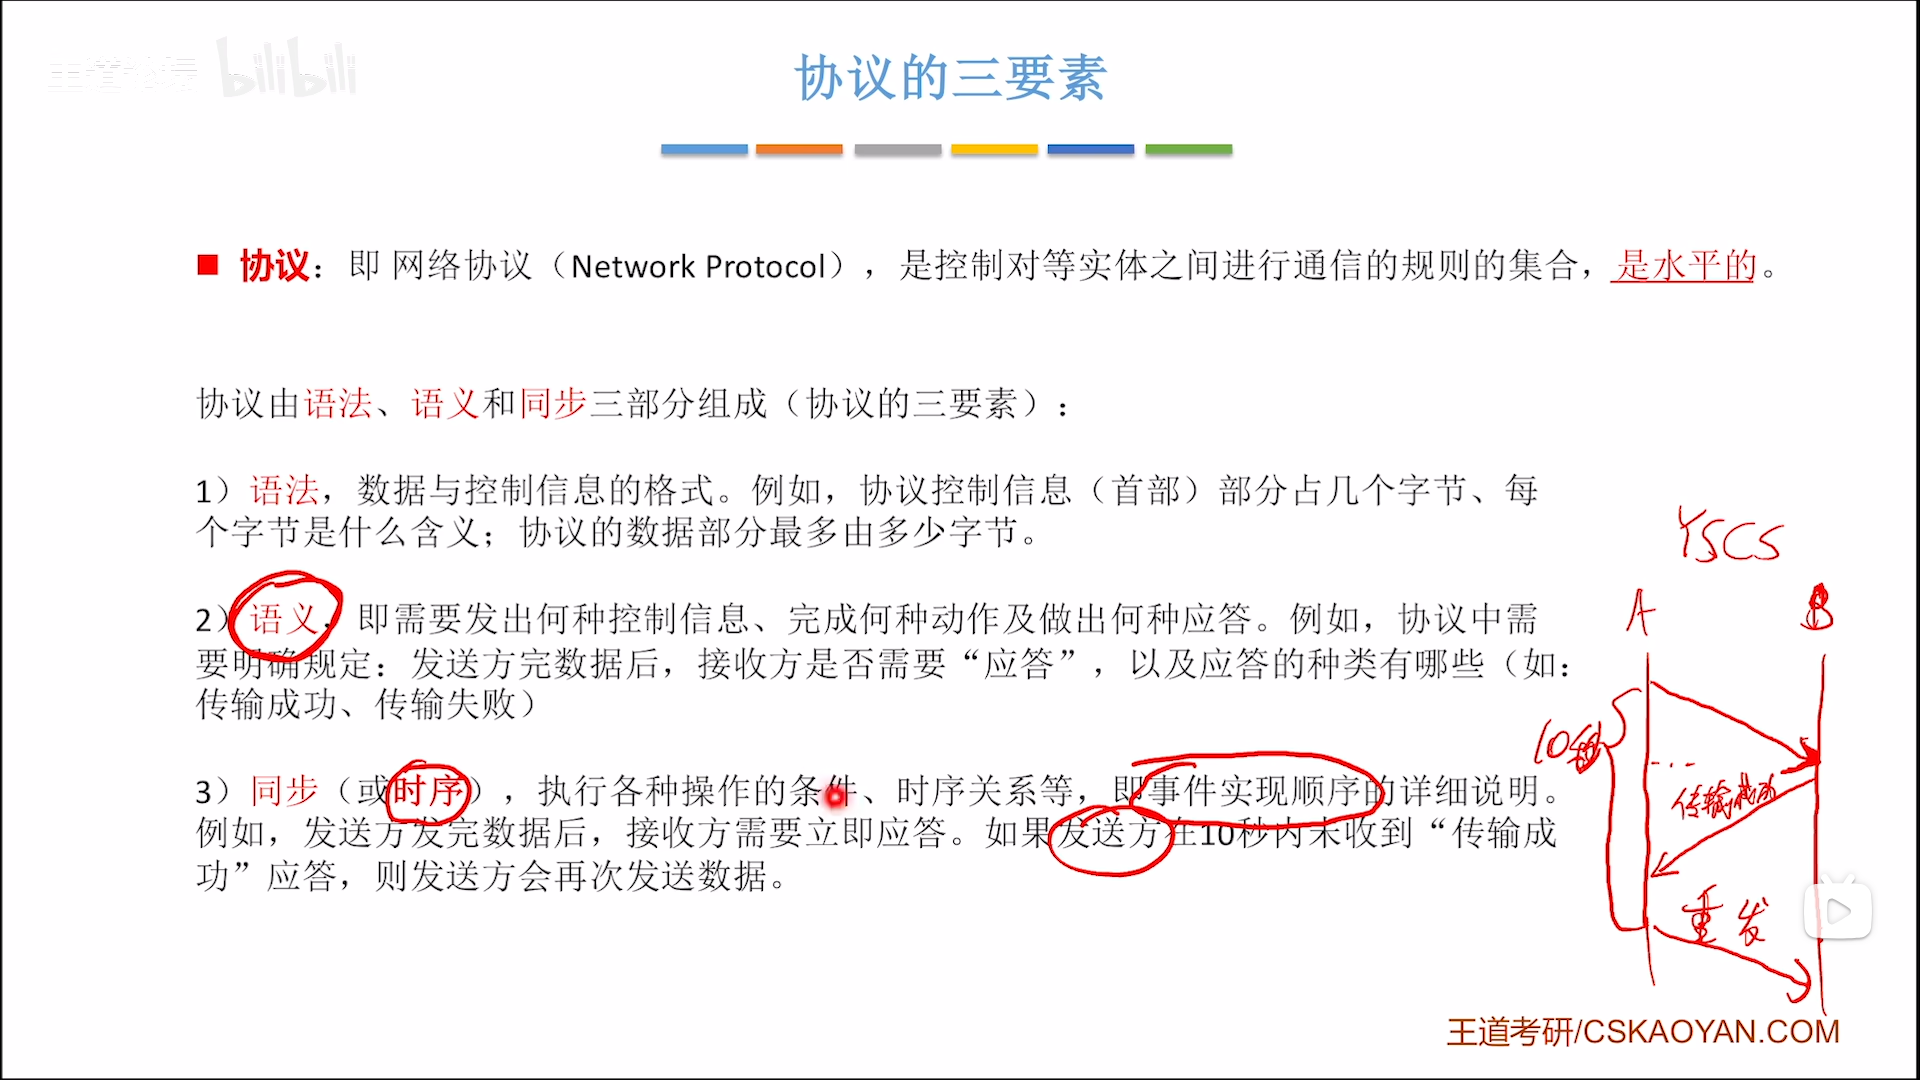 王道论坛 bilibili
协议的三要素
协议：即 网络协议（Network Protocol），是控制对等实体之间进行通信的规则的集合，是水平的。
协议由语法、语义和同步三部分组成（协议的三要素）：
1）语法，数据与控制信息的格式。例如，协议控制信息（首部）部分占几个字节、每
个字节是什么含义；协议的数据部分最多由多少字节。
2）语义，即需要发出何种控制信息、完成何种动作及做出何种应答。例如，协议中需
要明确规定：发送方完数据后，接收方是否需要“应答”，以及应答的种类有哪些（如：
传输成功、传输失败）
3）同步（或时序），执行各种操作的条件、时序关系等，即事件实现顺序的详细说明。
例如，发送方发完数据后，接收方需要立即应答。如果发送方在10秒内未收到“传输成
功”应答，则发送方会再次发送数据。
YSCS
A B
10秒
传输成功
重发
王道考研/CSKAOYAN.COM